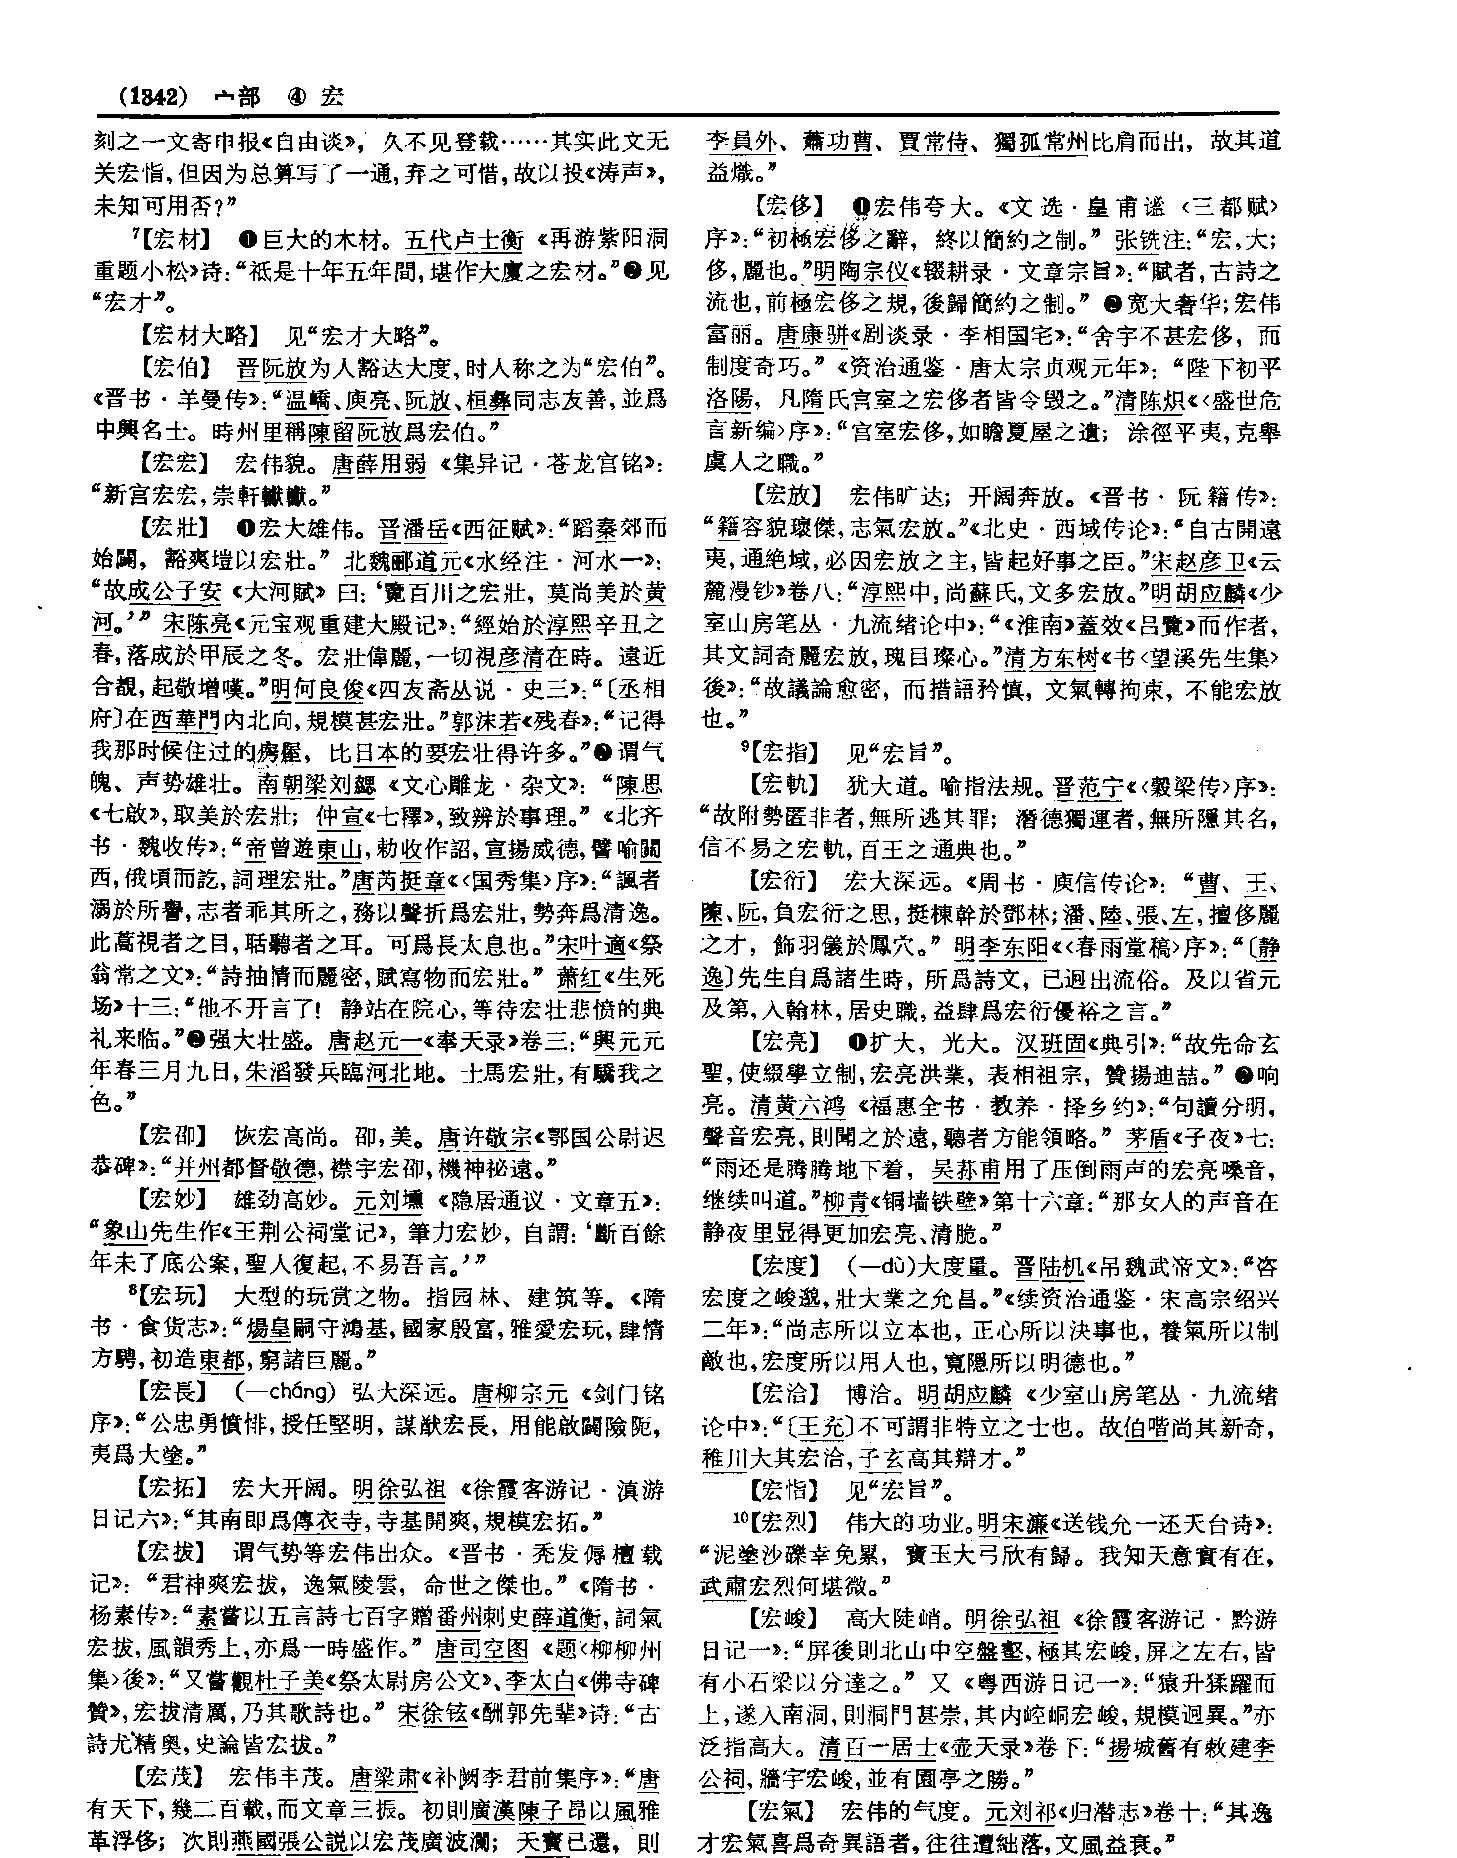 (1342) 宀部 ④ 宏
刻之一文寄申报《自由谈》，久不见登载……其实此文无
关宏恉，但因为总算写了一通，弃之可惜，故以投《涛声》，
未知可用否？”
7【宏材】 ❶巨大的木材。五代卢士衡《再游紫阳洞
重题小松》诗：“祇是十年五年間，堪作大廈之宏材。”❷见
“宏才”。
【宏材大略】 见“宏才大略”。
【宏伯】 晋阮放为人豁达大度，时人称之为“宏伯”。
《晋书·羊曼传》：“温嶠、庾亮、阮放、桓彝同志友善，並爲
中興名士。時州里稱陳留阮放爲宏伯。”
【宏宏】 宏伟貌。唐薛用弱《集异记·苍龙宫铭》：
“新宫宏宏，崇軒轍轍。”
【宏壯】 ❶宏大雄伟。晋潘岳《西征赋》：“蹈秦郊而
始闢，豁爽塏以宏壯。”北魏郦道元《水经注·河水一》：
“故成公子安《大河賦》曰：‘覽百川之宏壯，莫尚美於黄
河。’”宋陈亮《元宝观重建大殿记》：“經始於淳熙辛丑之
春，落成於甲辰之冬。宏壯偉麗，一切視彦清在時。遠近
合覩，起敬增嘆。”明何良俊《四友斋丛说·史三》：“〔丞相
府〕在西華門内北向，規模甚宏壯。”郭沫若《残春》：“记得
我那时候住过的房屋，比日本的要宏壮得许多。”❷谓气
魄、声势雄壮。南朝梁刘勰《文心雕龙·杂文》：“陳思
《七啟》，取美於宏壯；仲宣《七釋》，致辨於事理。”《北齐
书·魏收传》：“帝曾遊東山，勅收作詔，宣揚威德，譬喻關
西，俄頃而訖，詞理宏壯。”唐芮挺章《〈国秀集〉序》：“諷者
溺於所譽，志者乖其所之，務以聲折爲宏壯，勢奔爲清逸。
此蒿視者之目，聒聽者之耳。可爲長太息也。”宋叶適《祭
翁常之文》：“詩抽情而麗密，賦寫物而宏壯。”萧红《生死
场》十三：“他不开言了！静站在院心，等待宏壮悲愤的典
礼来临。”❸强大壮盛。唐赵元一《奉天录》卷三：“興元元
年春三月九日，朱滔發兵臨河北地。士馬宏壯，有驕我之
色。”
【宏卲】 恢宏高尚。卲，美。唐许敬宗《鄂国公尉迟
恭碑》：“并州都督敬德，襟宇宏卲，機神祕遠。”
【宏妙】 雄劲高妙。元刘壎《隐居通议·文章五》：
“象山先生作《王荆公祠堂记》，筆力宏妙，自謂：‘斷百餘
年未了底公案，聖人復起，不易吾言。’”
8【宏玩】 大型的玩赏之物。指园林、建筑等。《隋
书·食货志》：“煬皇嗣守鴻基，國家殷富，雅愛宏玩，肆情
方騁，初造東都，窮諸巨麗。”
【宏長】 (—cháng) 弘大深远。唐柳宗元《剑门铭
序》：“公忠勇憤悱，授任堅明，謀猷宏長，用能啟闢險阨，
夷爲大塗。”
【宏拓】 宏大开阔。明徐弘祖《徐霞客游记·滇游
日记六》：“其南即爲傳衣寺，寺基開爽，規模宏拓。”
【宏拔】 谓气势等宏伟出众。《晋书·秃发傉檀载
记》：“君神爽宏拔，逸氣陵雲，命世之傑也。”《隋书·
杨素传》：“素嘗以五言詩七百字贈番州刺史薛道衡，詞氣
宏拔，風韻秀上，亦爲一時盛作。”唐司空图《题〈柳柳州
集〉後》：“又嘗觀杜子美《祭太尉房公文》、李太白《佛寺碑
贊》，宏拔清厲，乃其歌詩也。”宋徐铉《酬郭先辈》诗：“古
詩尤精奥，史論皆宏拔。”
【宏茂】 宏伟丰茂。唐梁肃《补阙李君前集序》：“唐
有天下，幾二百載，而文章三振。初則廣漢陳子昂以風雅
革浮侈；次則燕國張公説以宏茂廣波瀾；天寶已還，則
李員外、蕭功曹、賈常侍、獨孤常州比肩而出，故其道
益熾。”
【宏侈】 ❶宏伟夸大。《文选·皇甫谧〈三都赋〉
序》：“初極宏侈之辭，終以簡約之制。”张铣注：“宏，大；
侈，麗也。”明陶宗仪《辍耕录·文章宗旨》：“賦者，古詩之
流也，前極宏侈之規，後歸簡約之制。”❷宽大奢华；宏伟
富丽。唐康骈《剧谈录·李相国宅》：“舍宇不甚宏侈，而
制度奇巧。”《资治通鉴·唐太宗贞观元年》：“陛下初平
洛陽，凡隋氏宫室之宏侈者皆令毁之。”清陈炽《〈盛世危
言新编〉序》：“宫室宏侈，如瞻夏屋之遺；涂徑平夷，克舉
虞人之職。”
【宏放】 宏伟旷达；开阔奔放。《晋书·阮籍传》：
“籍容貌瓌傑，志氣宏放。”《北史·西域传论》：“自古開遠
夷，通絶域，必因宏放之主，皆起好事之臣。”宋赵彦卫《云
麓漫钞》卷八：“淳熙中，尚蘇氏，文多宏放。”明胡应麟《少
室山房笔丛·九流绪论中》：“《淮南》蓋效《吕覽》而作者，
其文詞奇麗宏放，瑰目璨心。”清方东树《书〈望溪先生集〉
後》：“故議論愈密，而措語矜慎，文氣轉拘束，不能宏放
也。”
9【宏指】 见“宏旨”。
【宏軌】 犹大道。喻指法规。晋范宁《〈穀梁传〉序》：
“故附勢匿非者，無所逃其罪；潛德獨運者，無所隱其名，
信不易之宏軌，百王之通典也。”
【宏衍】 宏大深远。《周书·庾信传论》：“曹、王、
陳、阮，負宏衍之思，挺棟幹於鄧林；潘、陸、張、左，擅侈麗
之才，飾羽儀於鳳穴。”明李东阳《〈春雨堂稿〉序》：“〔静
逸〕先生自爲諸生時，所爲詩文，已迥出流俗。及以省元
及第，入翰林，居史職，益肆爲宏衍優裕之言。”
【宏亮】 ❶扩大，光大。汉班固《典引》：“故先命玄
聖，使綴學立制，宏亮洪業，表相祖宗，贊揚迪喆。”❷响
亮。清黄六鸿《福惠全书·教养·择乡约》：“句讀分明，
聲音宏亮，則聞之於遠，聽者方能領略。”茅盾《子夜》七：
“雨还是腾腾地下着，吴荪甫用了压倒雨声的宏亮嗓音，
继续叫道。”柳青《铜墙铁壁》第十六章：“那女人的声音在
静夜里显得更加宏亮、清脆。”
【宏度】 (—dù)大度量。晋陆机《吊魏武帝文》：“咨
宏度之峻邈，壯大業之允昌。”《续资治通鉴·宋高宗绍兴
二年》：“尚志所以立本也，正心所以決事也，養氣所以制
敵也，宏度所以用人也，寬隱所以明德也。”
【宏洽】 博洽。明胡应麟《少室山房笔丛·九流绪
论中》：“〔王充〕不可謂非特立之士也。故伯喈尚其新奇，
稚川大其宏洽，子玄高其辯才。”
【宏恉】 见“宏旨”。
10【宏烈】 伟大的功业。明宋濂《送钱允一还天台诗》：
“泥塗沙礫幸免累，寶玉大弓欣有歸。我知天意實有在，
武肅宏烈何堪微。”
【宏峻】 高大陡峭。明徐弘祖《徐霞客游记·黔游
日记一》：“屏後則北山中空盤壑，極其宏峻，屏之左右，皆
有小石梁以分達之。”又《粤西游日记一》：“猿升猱躍而
上，遂入南洞，則洞門甚崇，其内崆峒宏峻，規模迥異。”亦
泛指高大。清百一居士《壶天录》卷下：“揚城舊有敕建李
公祠，牆宇宏峻，並有園亭之勝。”
【宏氣】 宏伟的气度。元刘祁《归潜志》卷十：“其逸
才宏氣喜爲奇異語者，往往遭絀落，文風益衰。”